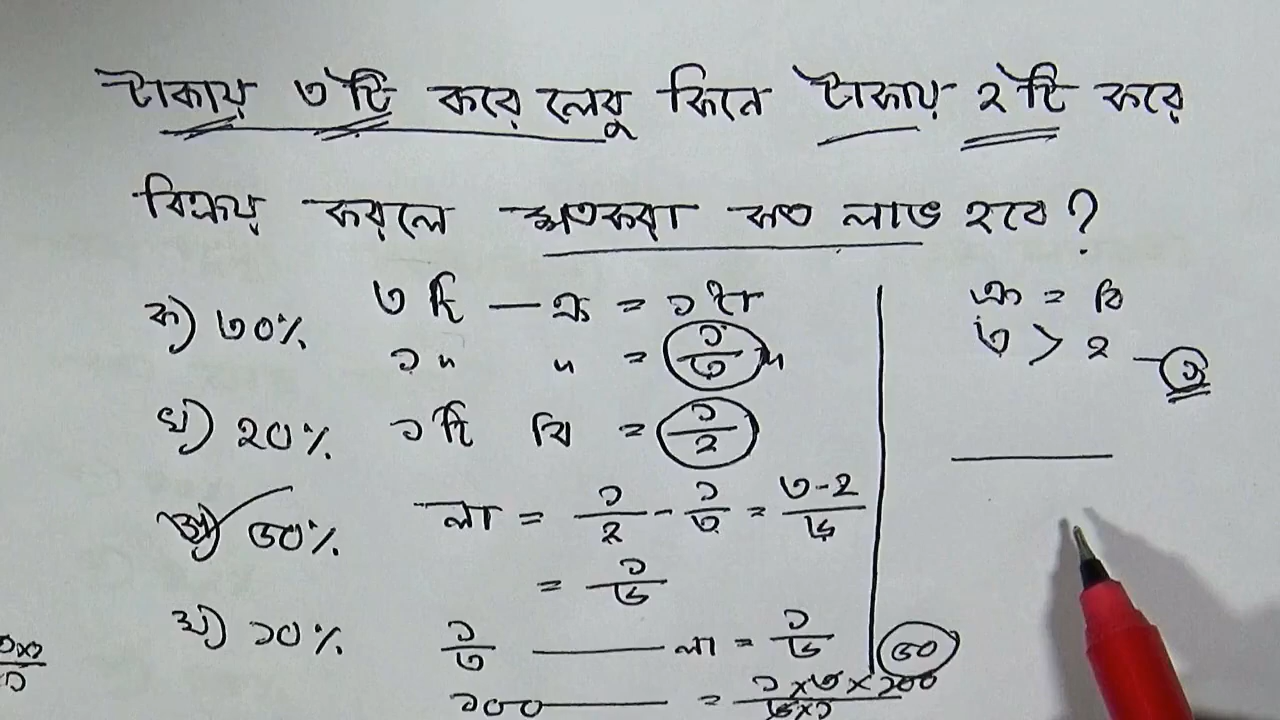 টাকায় ৩টি করে লেবু কিনে টাকায় ২টি করে
বিক্রয় করলে শতকরা কত লাভ হবে?
ক) ৩০%
খ) ২০%
গ) ৫০%
ঘ) ১০%
৩টি — ক্র = ১ টা
১ " " = ১/৩ "
১টি বি = ১/২
লা = ১/২ - ১/৩ = ৩-২/৬
= ১/৬
১/৩ — লা = ১/৬
১০০ — = ১×৩×১০০/৬×১
৫০
ক্র = বি
৩ > ২ — ১